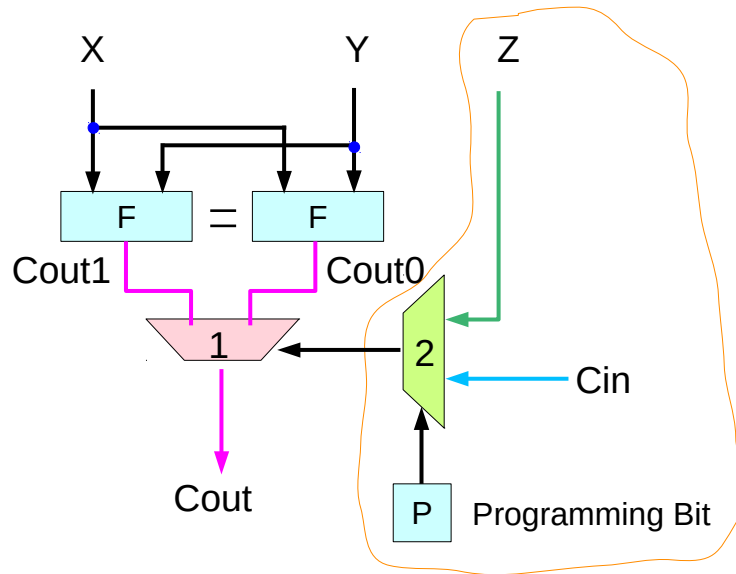 X
Y
Z
F
=
F
Cout1
Cout0
1
2
Cin
Cout
P
Programming Bit